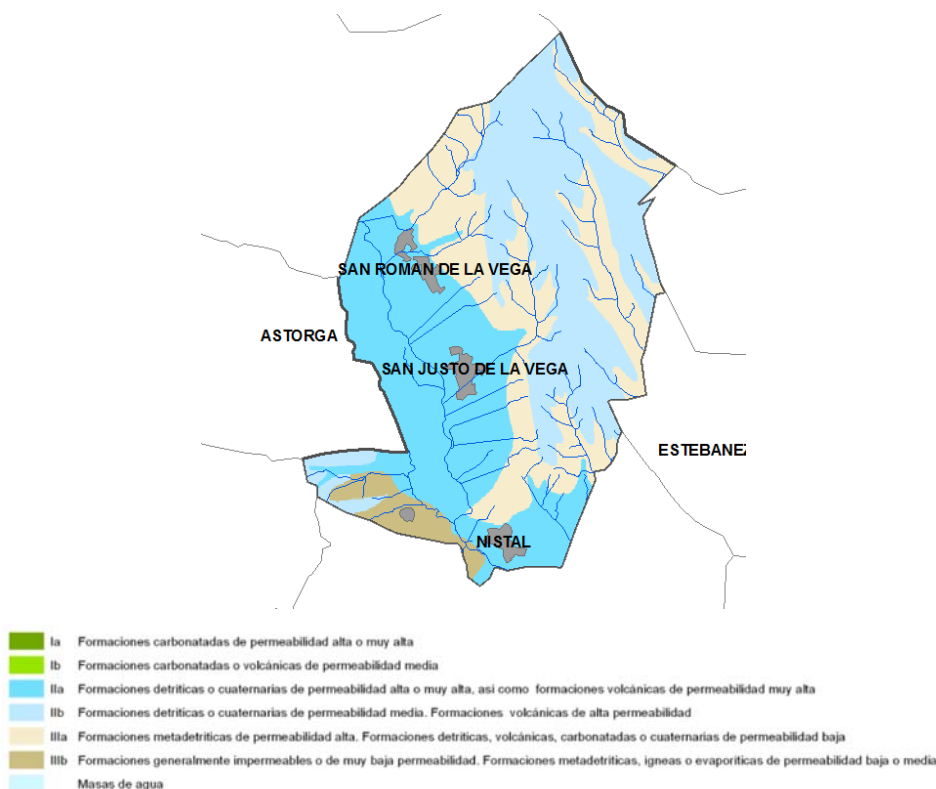 SAN ROMAN DE LA VEGA
ASTORGA
SAN JUSTO DE LA VEGA
ESTEBANEZ
NISTAL
Ia Formaciones carbonatadas de permeabilidad alta o muy alta
Ib Formaciones carbonatadas o volcánicas de permeabilidad media
IIa Formaciones detríticas o cuaternarias de permeabilidad alta o muy alta, asi como formaciones volcánicas de permeabilidad muy alta
IIb Formaciones detríticas o cuaternarias de permeabilidad media. Formaciones volcánicas de alta permeabilidad
IIIa Formaciones metadetríticas de permeabilidad alta. Formaciones detríticas, volcánicas, carbonatadas o cuaternarias de permeabilidad baja
IIIb Formaciones generalmente impermeables o de muy baja permeabilidad. Formaciones metadetríticas, igneas o evaporíticas de permeabilidad baja o media
Masas de agua